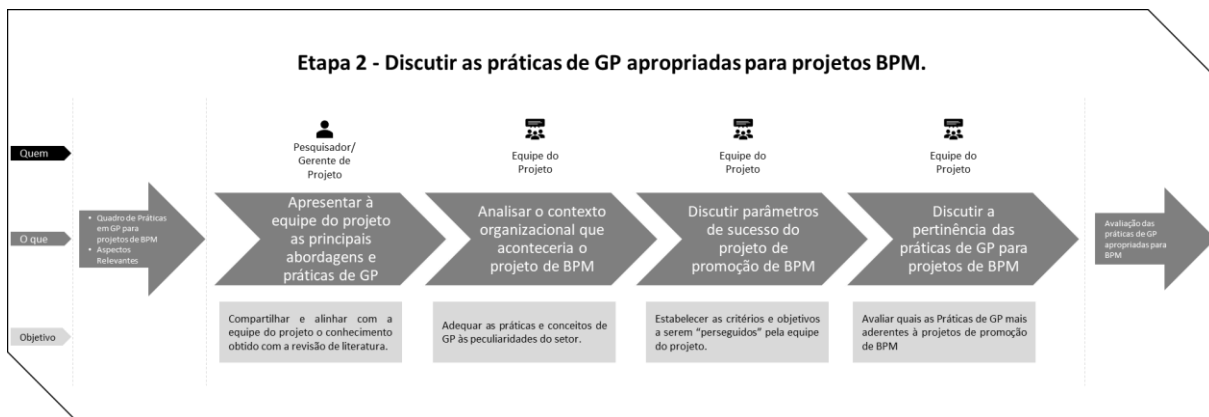 Etapa 2 - Discutir as práticas de GP apropriadas para projetos BPM.
Quem
Pesquisador/
Gerente de
Projeto
Equipe do
Projeto
Equipe do
Projeto
Equipe do
Projeto
O que
• Quadro de Práticas
em GP para
projetos de BPM
• Aspectos
Relevantes
Apresentar à
equipe do projeto
as principais
abordagens e
práticas de GP
Analisar o contexto
organizacional que
aconteceria o
projeto de BPM
Discutir parâmetros
de sucesso do
projeto de
promoção de BPM
Discutir a
pertinência das
práticas de GP para
projetos de BPM
Avaliação das
práticas de GP
apropriadas para
BPM
Objetivo
Compartilhar e alinhar com a
equipe do projeto o conhecimento
obtido com a revisão de literatura.
Adequar as práticas e conceitos de
GP às peculiaridades do setor.
Estabelecer as critérios e objetivos
a serem “perseguidos” pela equipe
do projeto.
Avaliar quais as Práticas de GP mais
aderentes à projetos de promoção
de BPM